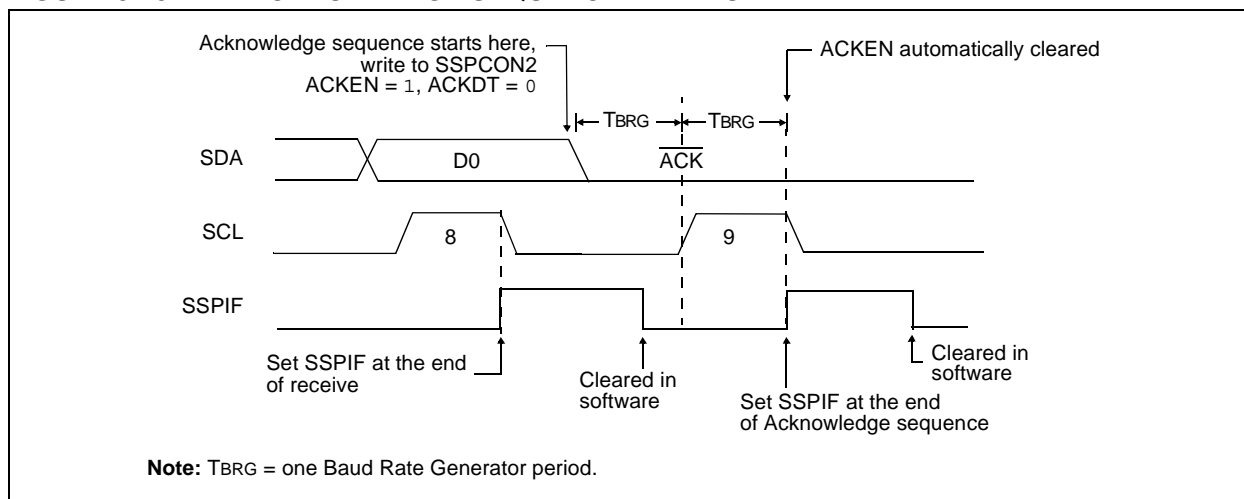 Acknowledge sequence starts here,
write to SSPCON2
ACKEN = 1, ACKDT = 0
ACKEN automatically cleared
TBRG
TBRG
SDA
D0
ACK
SCL
8
9
SSPIF
Set SSPIF at the end
of receive
Cleared in
software
Set SSPIF at the end
of Acknowledge sequence
Cleared in
software
Note: TBRG = one Baud Rate Generator period.